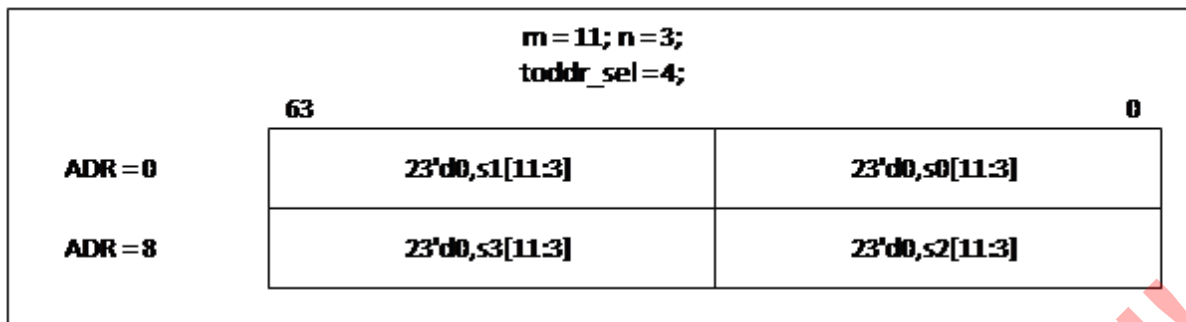 m = 11; n = 3;
toddr_sel = 4;
63 0
ADR = 0 23'd0,s1[11:3] 23'd0,s0[11:3]
ADR = 8 23'd0,s3[11:3] 23'd0,s2[11:3]